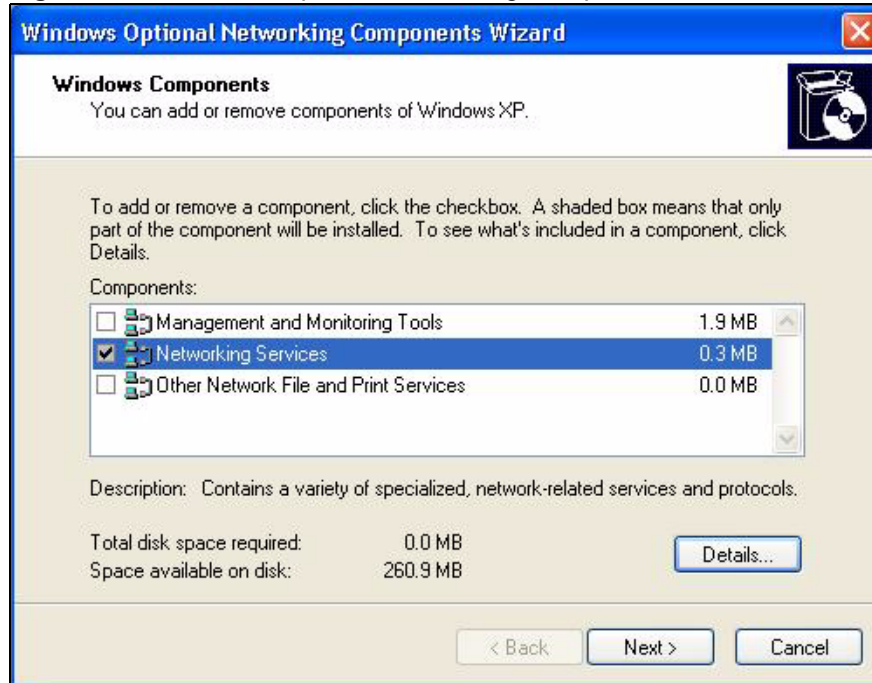 Windows Optional Networking Components Wizard
Windows Components
You can add or remove components of Windows XP.
To add or remove a component, click the checkbox. A shaded box means that only
part of the component will be installed. To see what's included in a component, click
Details.
Components:
Management and Monitoring Tools 1.9 MB
Networking Services 0.3 MB
Other Network File and Print Services 0.0 MB
Description: Contains a variety of specialized, network-related services and protocols.
Total disk space required: 0.0 MB
Space available on disk: 260.9 MB
Details...
< Back Next > Cancel